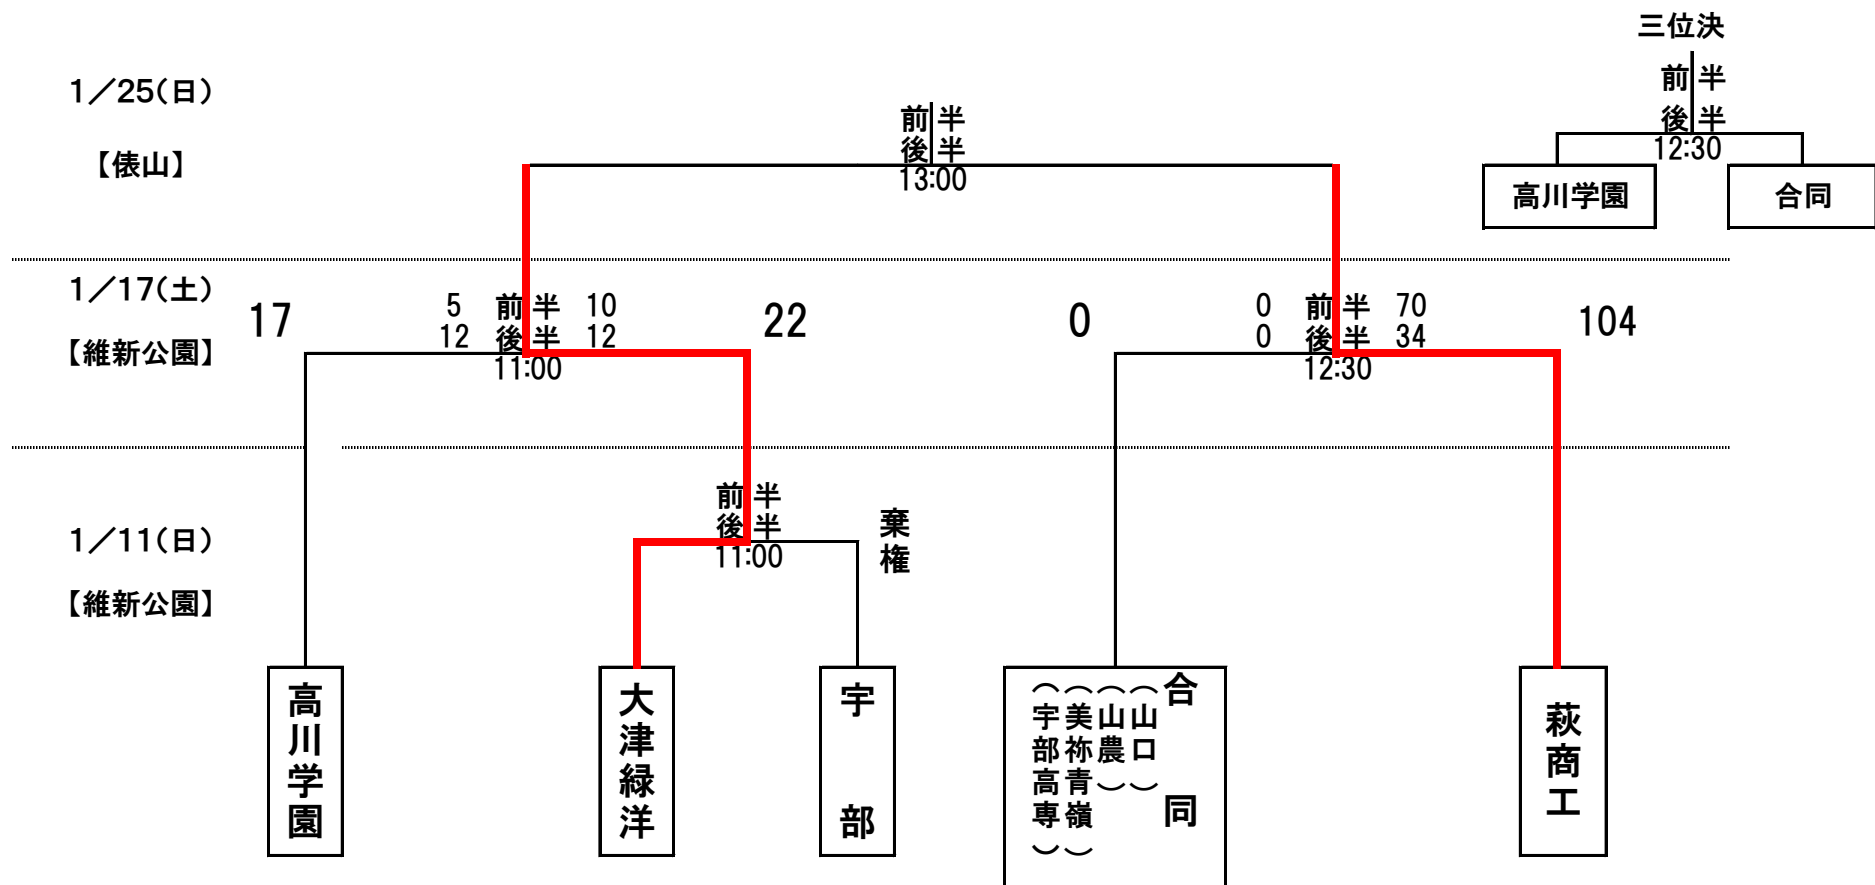 三位決
前 半
後 半
12:30
高川学園
合同
1/25(日)
【俵山】
前 半
後 半
13:00
1/17(土)
【維新公園】
17
5 前 半 10
12 後 半 12
11:00
22
0
0 前 半 70
0 後 半 34
12:30
104
1/11(日)
【維新公園】
前 半
後 半
11:00
棄権
高川学園
大津緑洋
宇部
合同
(山口)
(山農)
(美祢青嶺)
(宇部高専)
萩商工